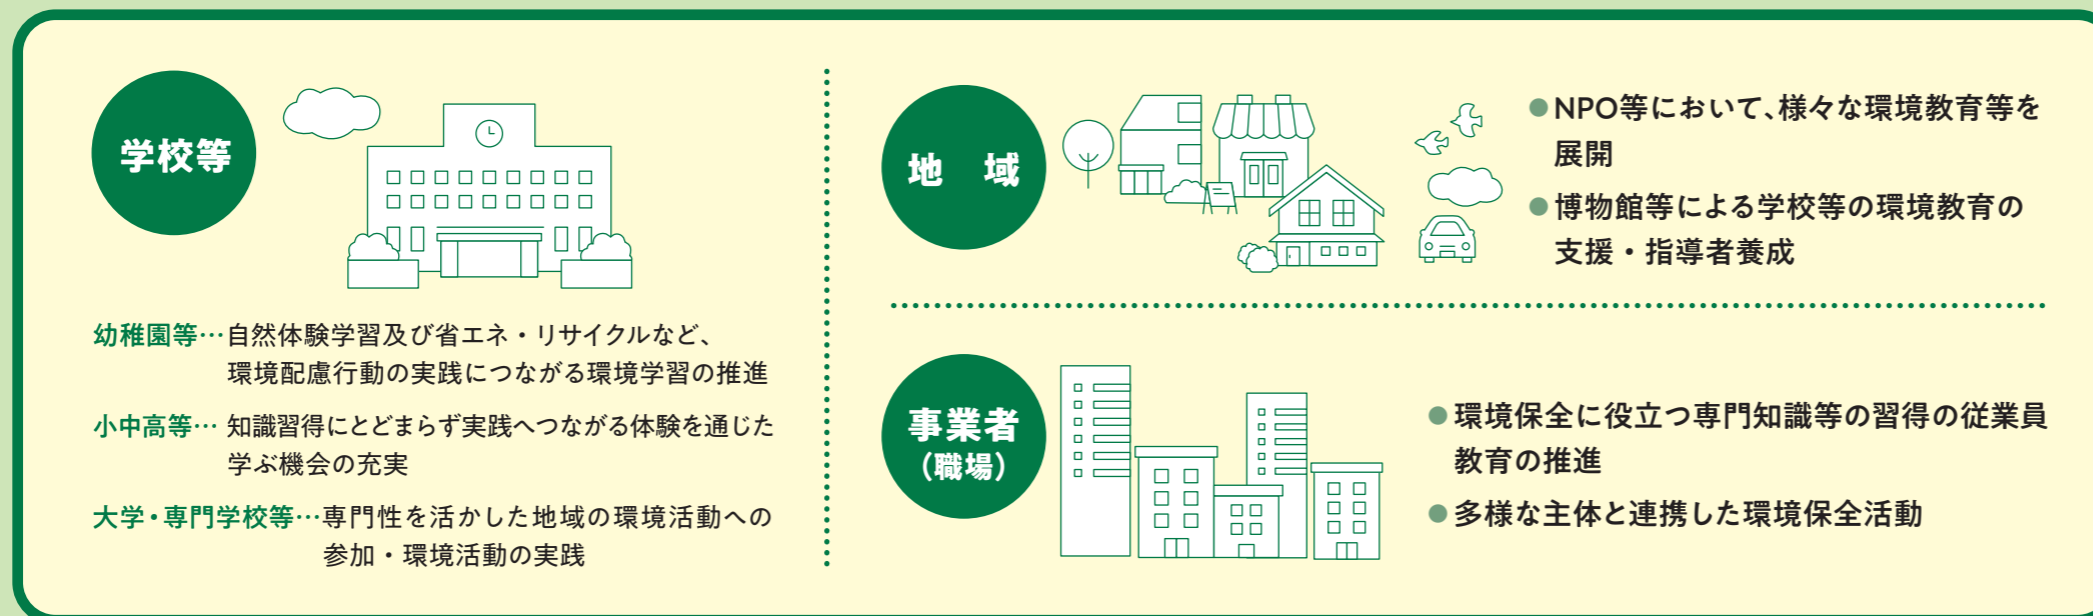 学校等
幼稚園等…自然体験学習及び省エネ・リサイクルなど、
環境配慮行動の実践につながる環境学習の推進
小中高等…知識習得にとどまらず実践へつながる体験を通じた
学ぶ機会の充実
大学・専門学校等…専門性を活かした地域の環境活動への
参加・環境活動の実践
地　域
●NPO等において、様々な環境教育等を
展開
●博物館等による学校等の環境教育の
支援・指導者養成
事業者
（職場）
●環境保全に役立つ専門知識等の習得の従業員
教育の推進
●多様な主体と連携した環境保全活動